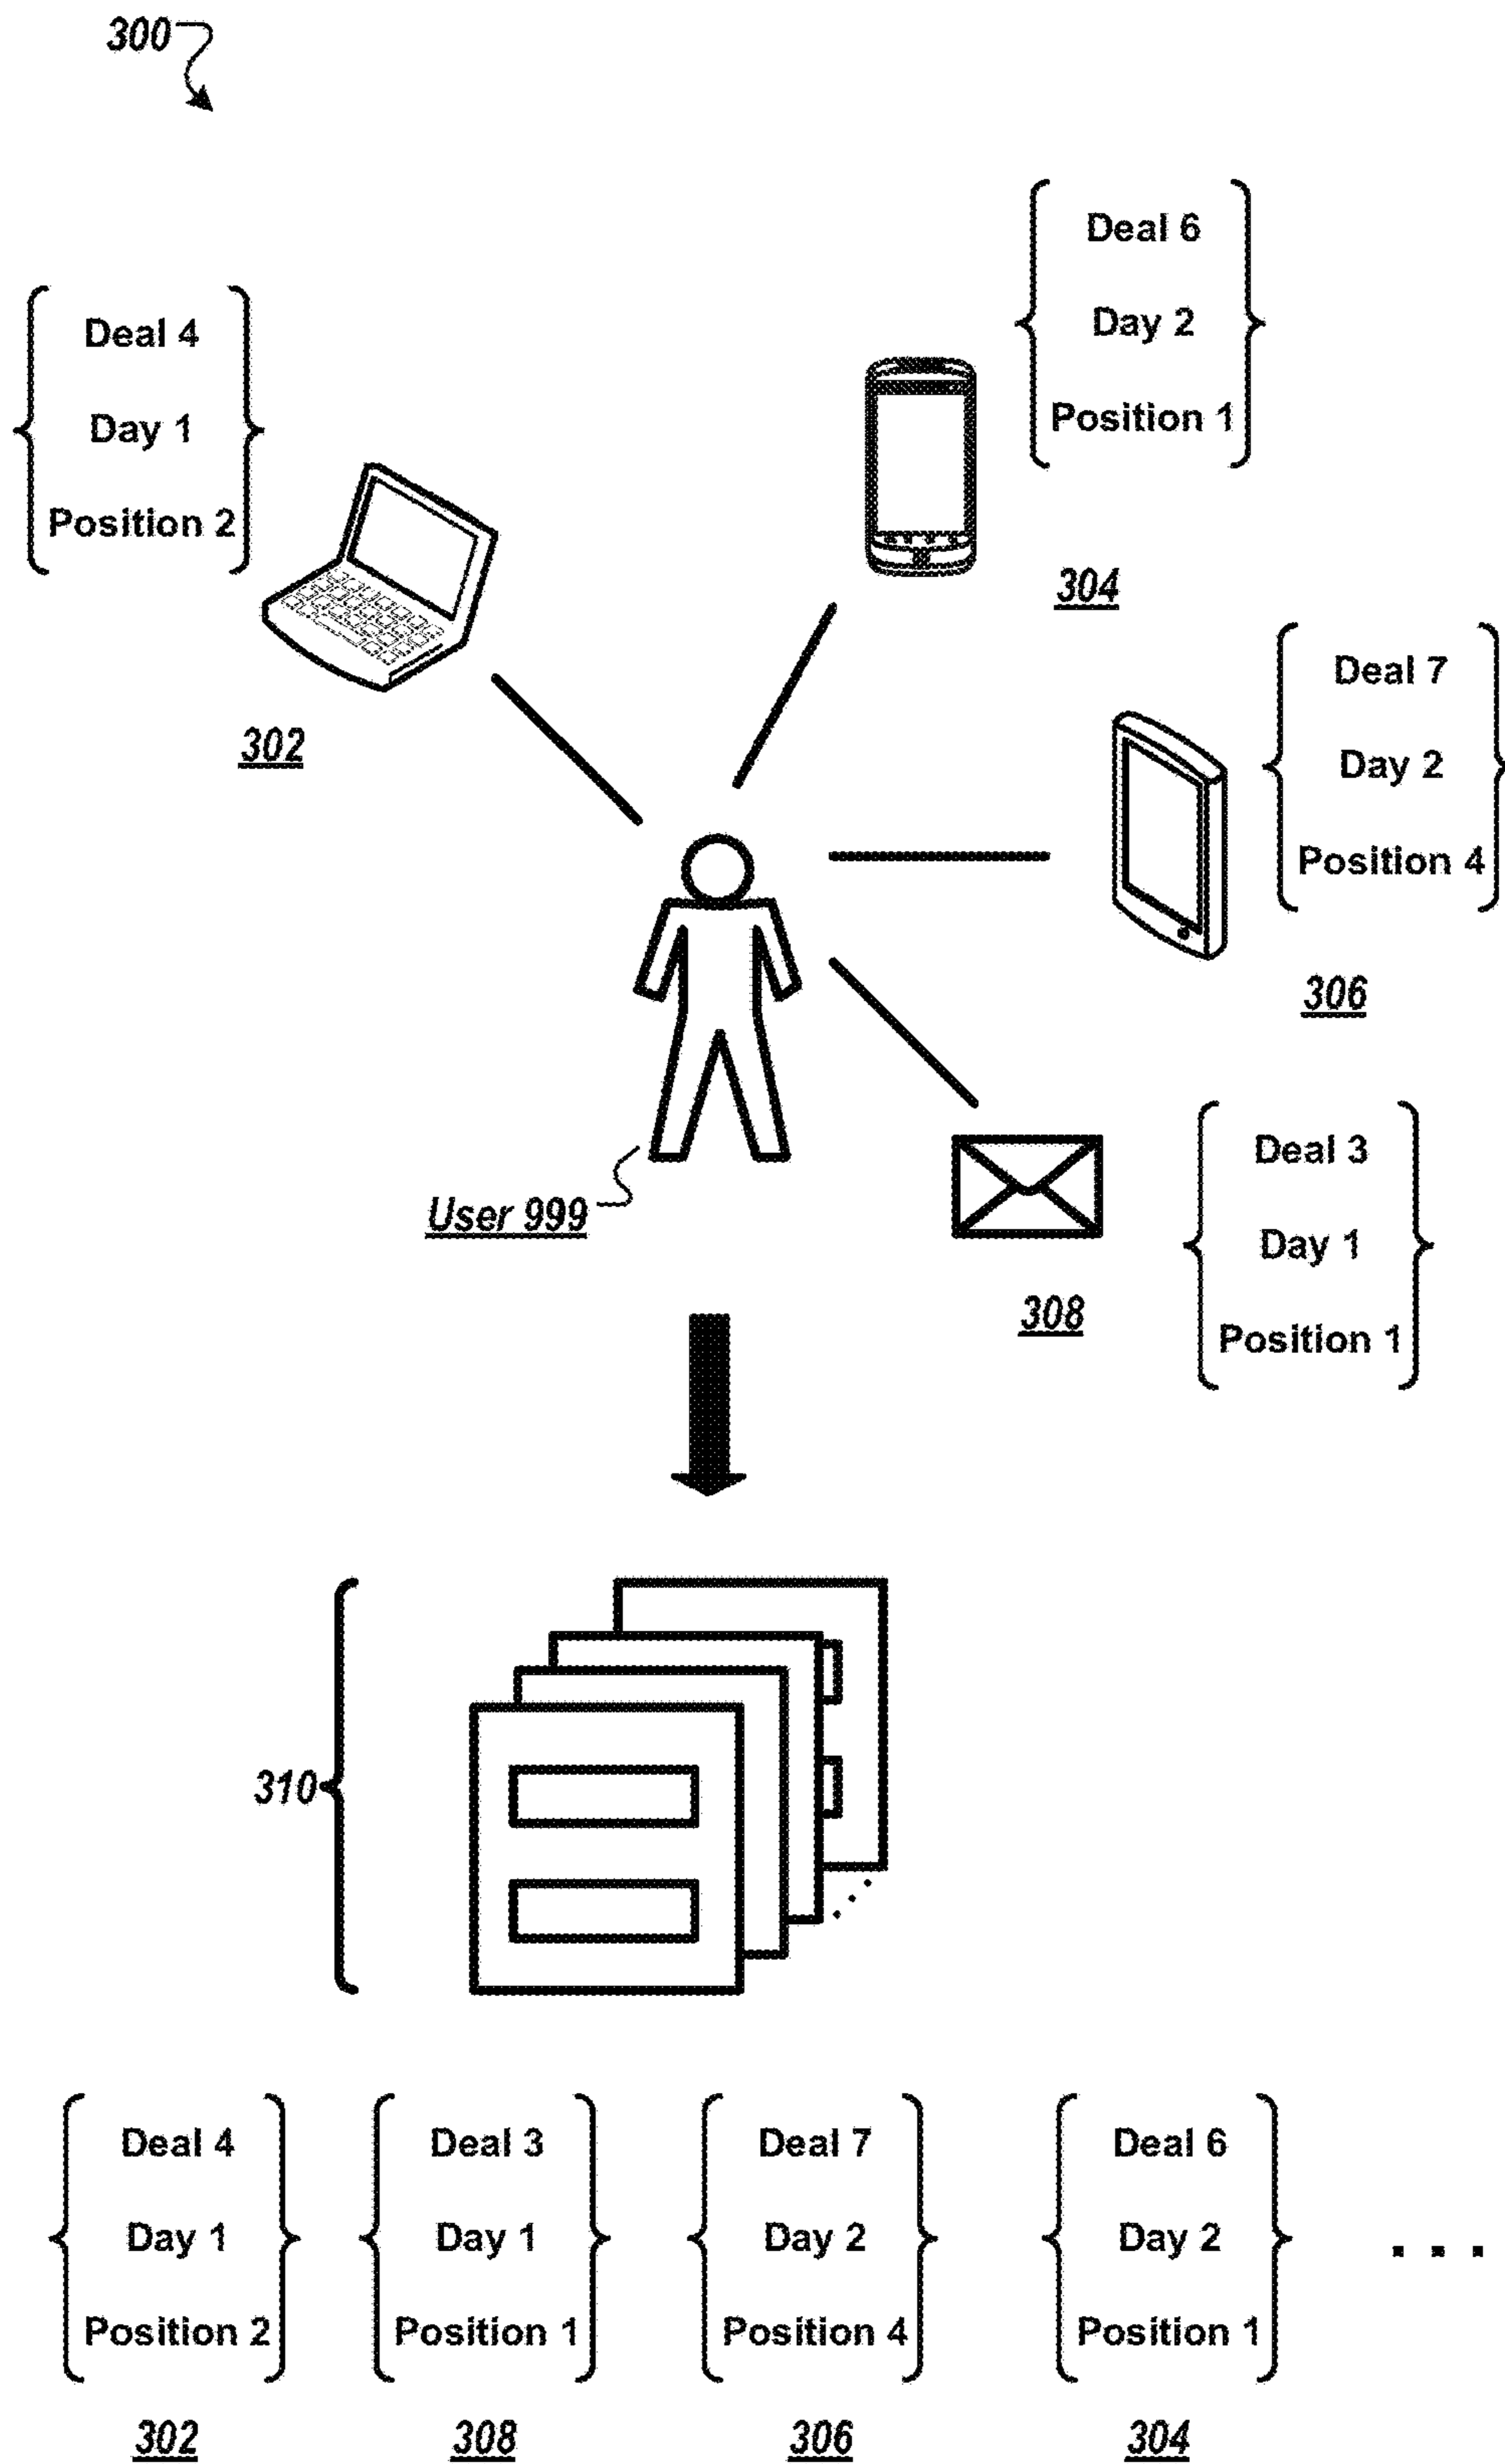 300
Deal 6
Day 2
Position 1
304
Deal 4
Day 1
Position 2
302
Deal 7
Day 2
Position 4
306
User 999
Deal 3
Day 1
Position 1
308
310
Deal 4
Day 1
Position 2
302
Deal 3
Day 1
Position 1
308
Deal 7
Day 2
Position 4
306
Deal 6
Day 2
Position 1
304
. . .